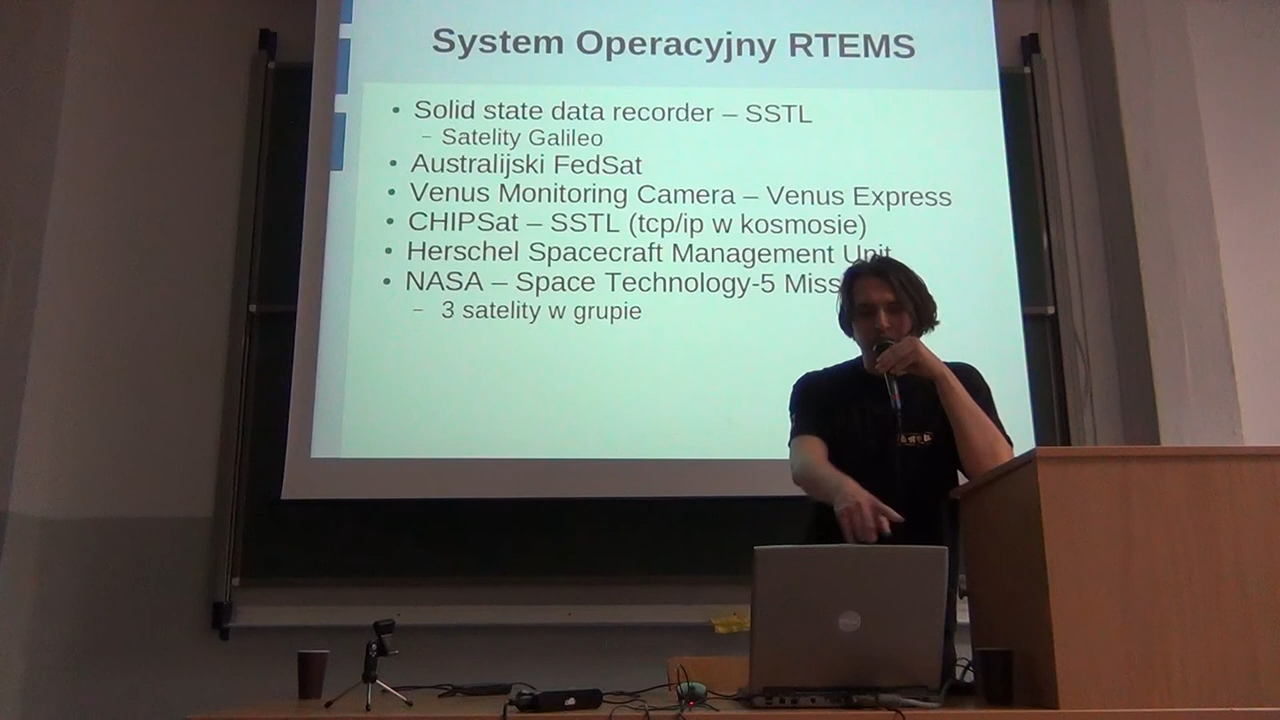 System Operacyjny RTEMS
• Solid state data recorder – SSTL
– Satelity Galileo
• Australijski FedSat
• Venus Monitoring Camera – Venus Express
• CHIPSat – SSTL (tcp/ip w kosmosie)
• Herschel Spacecraft Management Unit
• NASA – Space Technology-5 Miss
– 3 satelity w grupie